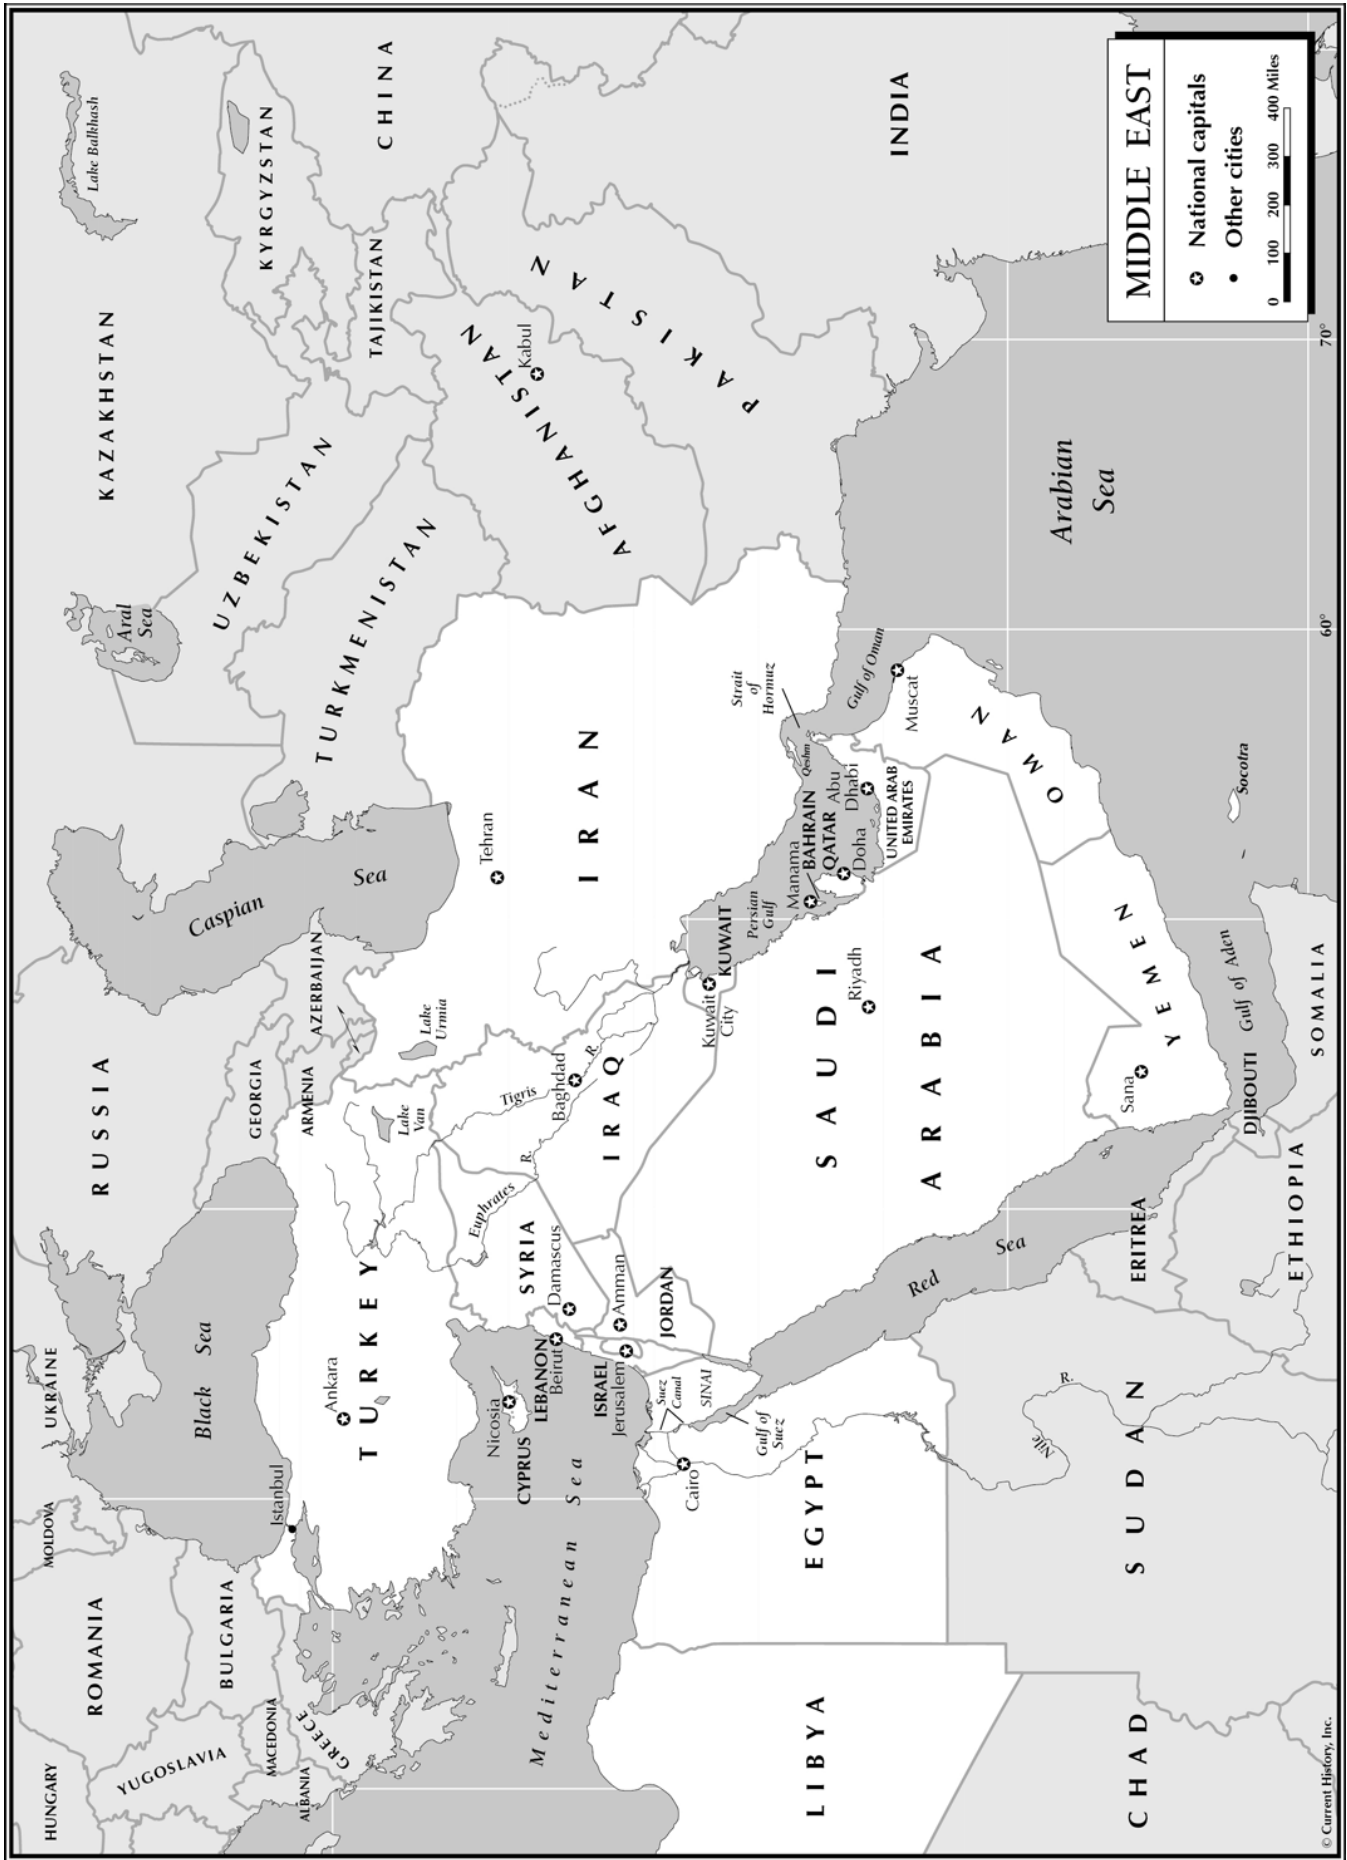 HUNGARY
ROMANIA
MOLDOVA
UKRAINE
RUSSIA
KAZAKHSTAN
Lake Balkhash
YUGOSLAVIA
BULGARIA
MACEDONIA
ALBANIA
GREECE
Istanbul
Black Sea
GEORGIA
ARMENIA
AZERBAIJAN
Caspian
Sea
Aral
Sea
UZBEKISTAN
TURKMENISTAN
KYRGYZSTAN
TAJIKISTAN
CHINA
Ankara
TURKEY
Lake
Van
Lake
Urmia
Tehran
IRAN
AFGHANISTAN
Kabul
PAKISTAN
INDIA
Mediterranean Sea
Nicosia
CYPRUS
LEBANON
Beirut
SYRIA
Damascus
Euphrates R.
Tigris R.
Baghdad
IRAQ
ISRAEL
Jerusalem
Amman
JORDAN
Suez
Canal
SINAI
Gulf of
Suez
Cairo
EGYPT
LIBYA
Kuwait
City
KUWAIT
Persian
Gulf
Manama
BAHRAIN
QATAR
Doha
Abu
Dhabi
UNITED ARAB
EMIRATES
Qeshm
Strait
of
Hormuz
Gulf of Oman
Muscat
OMAN
Riyadh
SAUDI
ARABIA
Red Sea
Nile R.
SUDAN
CHAD
ERITREA
ETHIOPIA
DJIBOUTI
SOMALIA
Sana
YEMEN
Gulf of Aden
Socotra
Arabian
Sea
60°
70°
MIDDLE EAST
National capitals
Other cities
0 100 200 300 400 Miles
© Current History, Inc.